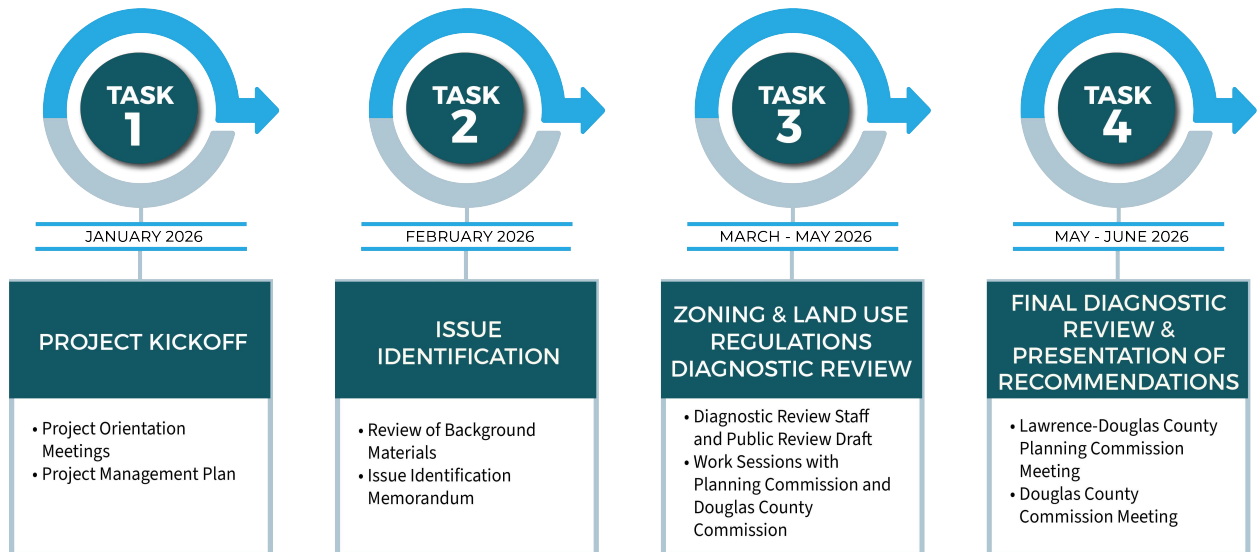 TASK
1
JANUARY 2026
PROJECT KICKOFF
• Project Orientation
Meetings
• Project Management Plan
TASK
2
FEBRUARY 2026
ISSUE
IDENTIFICATION
• Review of Background
Materials
• Issue Identification
Memorandum
TASK
3
MARCH - MAY 2026
ZONING & LAND USE
REGULATIONS
DIAGNOSTIC REVIEW
• Diagnostic Review Staff
and Public Review Draft
• Work Sessions with
Planning Commission and
Douglas County
Commission
TASK
4
MAY - JUNE 2026
FINAL DIAGNOSTIC
REVIEW &
PRESENTATION OF
RECOMMENDATIONS
• Lawrence-Douglas County
Planning Commission
Meeting
• Douglas County
Commission Meeting